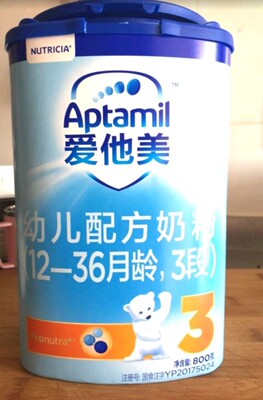 NUTRICIA
Aptamil
TM
爱他美
幼儿配方奶粉
(12—36月龄, 3段)
Pronutra+
3
净含量: 800克
注册号: 国食注字YP20175024